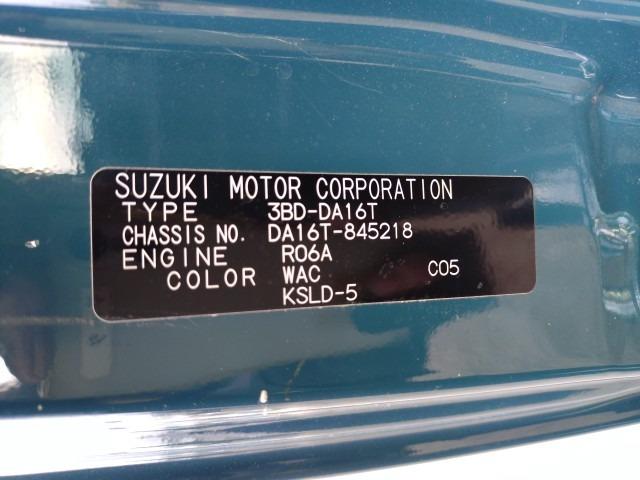 SUZUKI MOTOR CORPORATION
TYPE 3BD-DA16T
CHASSIS NO. DA16T-845218
ENGINE R06A
COLOR WAC C05
KSLD-5